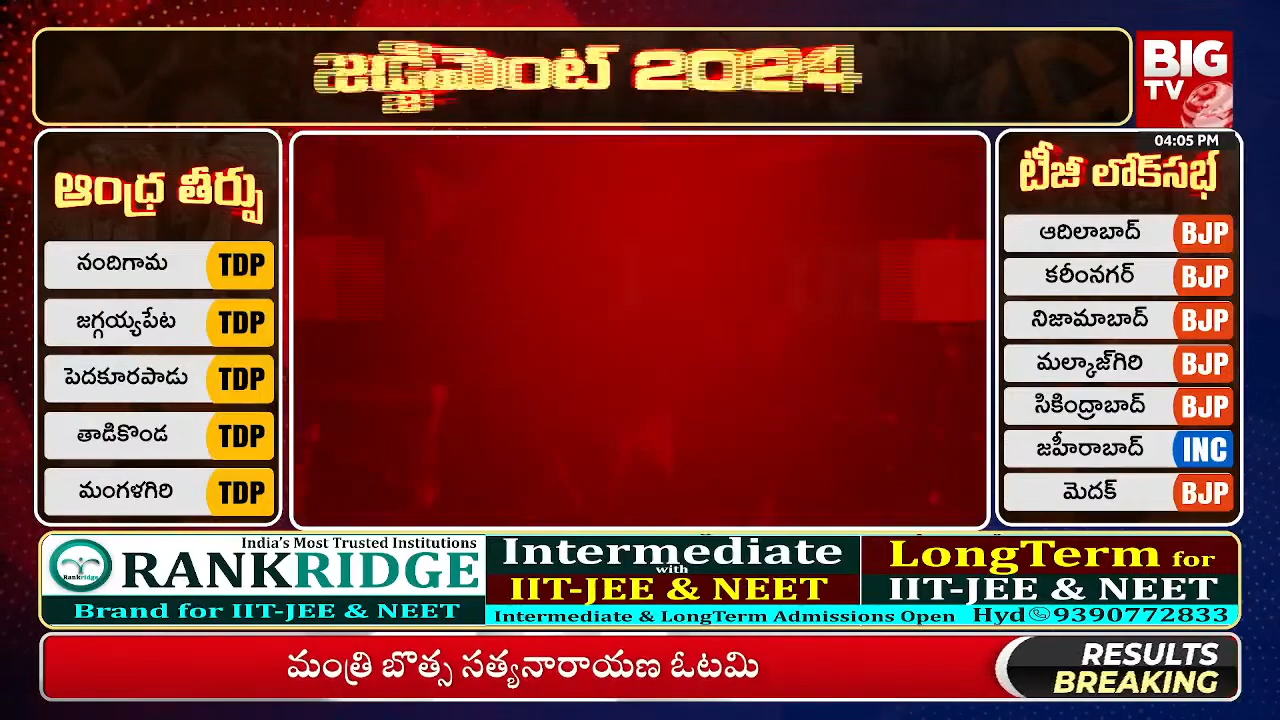 జడ్జిమెంట్ 2024
BIG
TV
04:05 PM
ఆంధ్ర తీర్పు
నందిగామ TDP
జగ్గయ్యపేట TDP
పెదకూరపాడు TDP
తాడికొండ TDP
మంగళగిరి TDP
టీజీ లోక్‌సభ
ఆదిలాబాద్ BJP
కరీంనగర్ BJP
నిజామాబాద్ BJP
మల్కాజ్‌గిరి BJP
సికింద్రాబాద్ BJP
జహీరాబాద్ INC
మెదక్ BJP
India's Most Trusted Institutions
Rankridge
RANKRIDGE
Brand for IIT-JEE & NEET
Intermediate
with
IIT-JEE & NEET
LongTerm for
IIT-JEE & NEET
Intermediate & LongTerm Admissions Open Hyd 9390772833
మంత్రి బొత్స సత్యనారాయణ ఓటమి
RESULTS
BREAKING